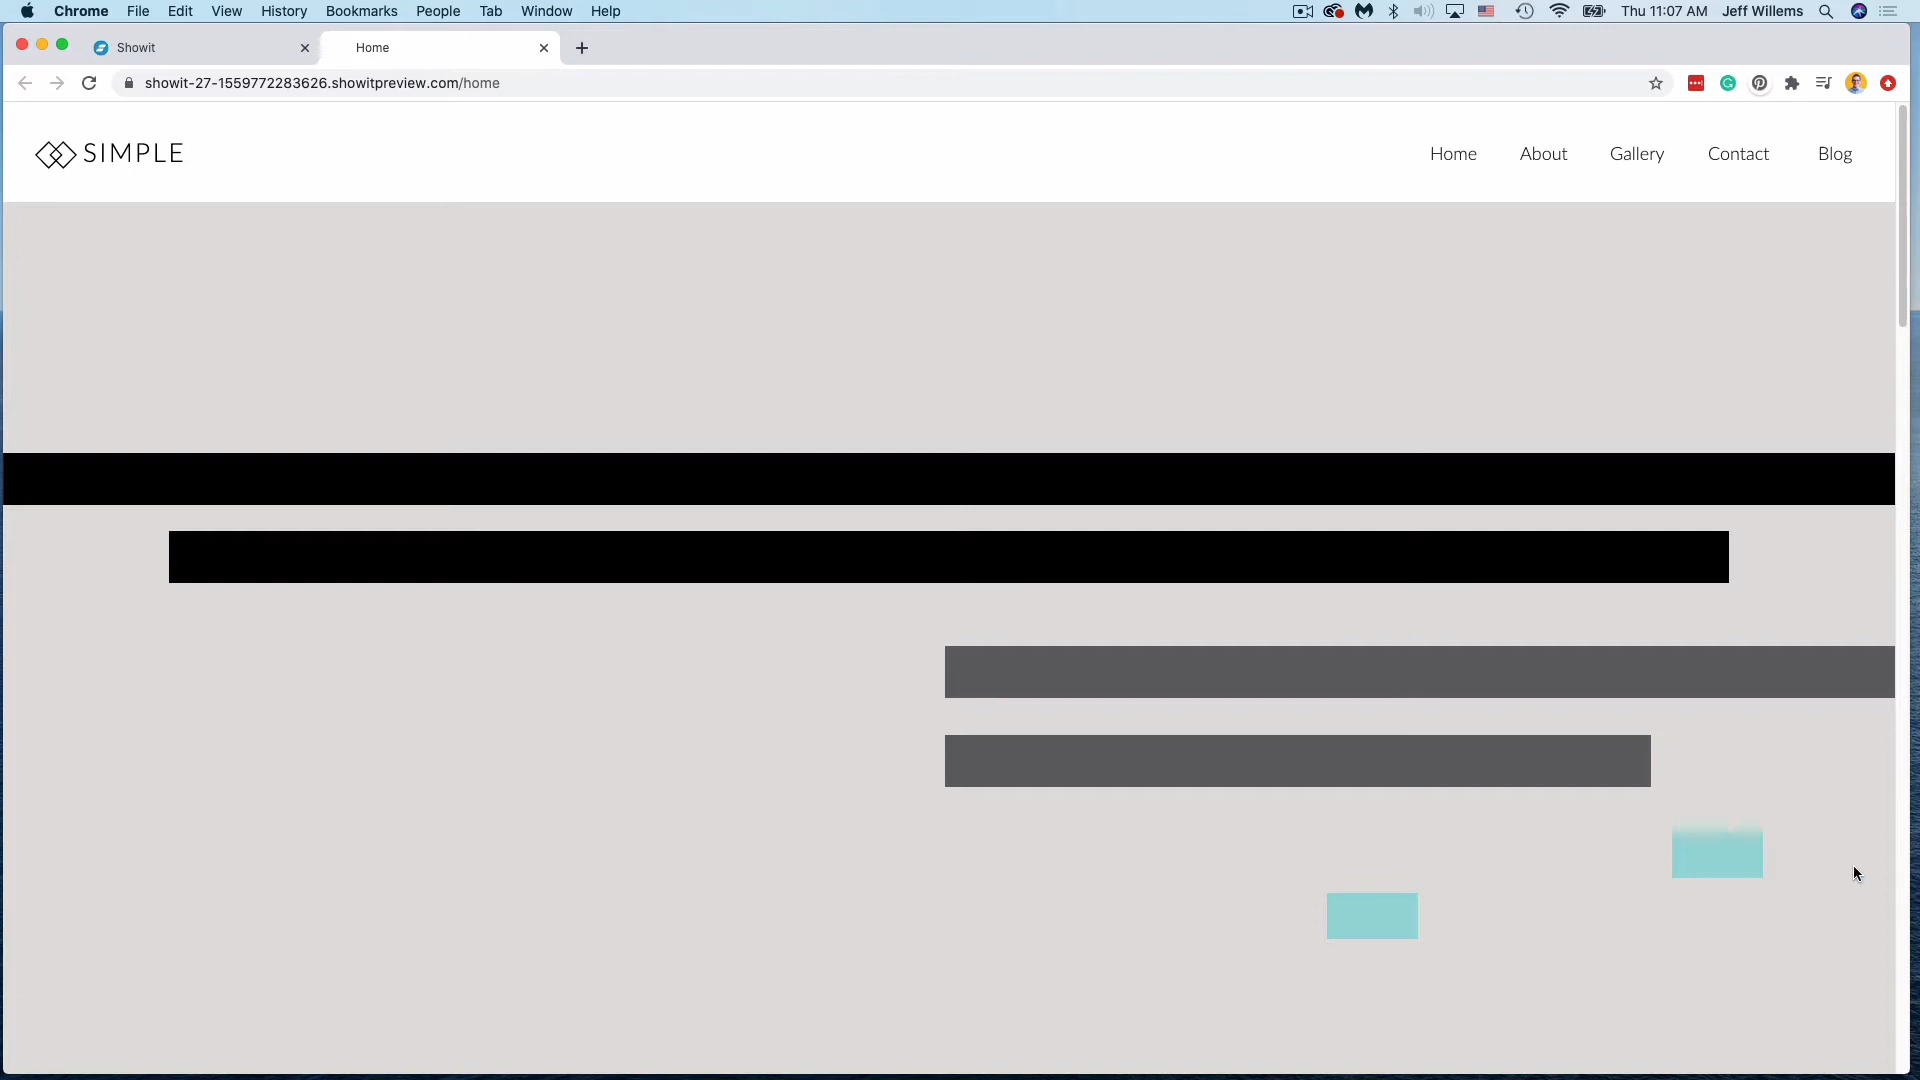 Chrome File Edit View History Bookmarks People Tab Window Help Thu 11:07 AM Jeff Willems
Showit Home
showit-27-1559772283626.showitpreview.com/home
SIMPLE Home About Gallery Contact Blog